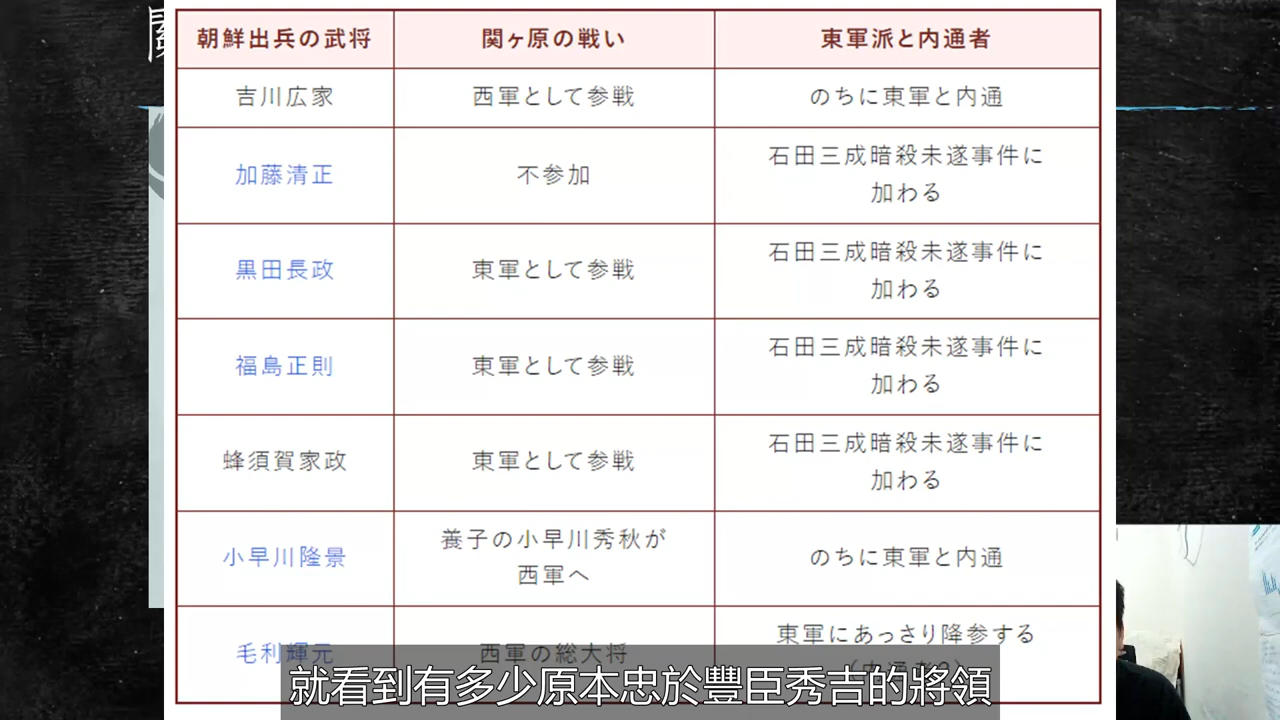 朝鮮出兵の武将 関ヶ原の戦い 東軍派と内通者
吉川広家 西軍として参戦 のちに東軍と内通
加藤清正 不参加 石田三成暗殺未遂事件に
加わる
黒田長政 東軍として参戦 石田三成暗殺未遂事件に
加わる
福島正則 東軍として参戦 石田三成暗殺未遂事件に
加わる
蜂須賀家政 東軍として参戦 石田三成暗殺未遂事件に
加わる
小早川隆景 養子の小早川秀秋が
西軍へ のちに東軍と内通
毛利輝元 西軍の総大将 東軍にあっさり降参する
就看到有多少原本忠於豐臣秀吉的將領